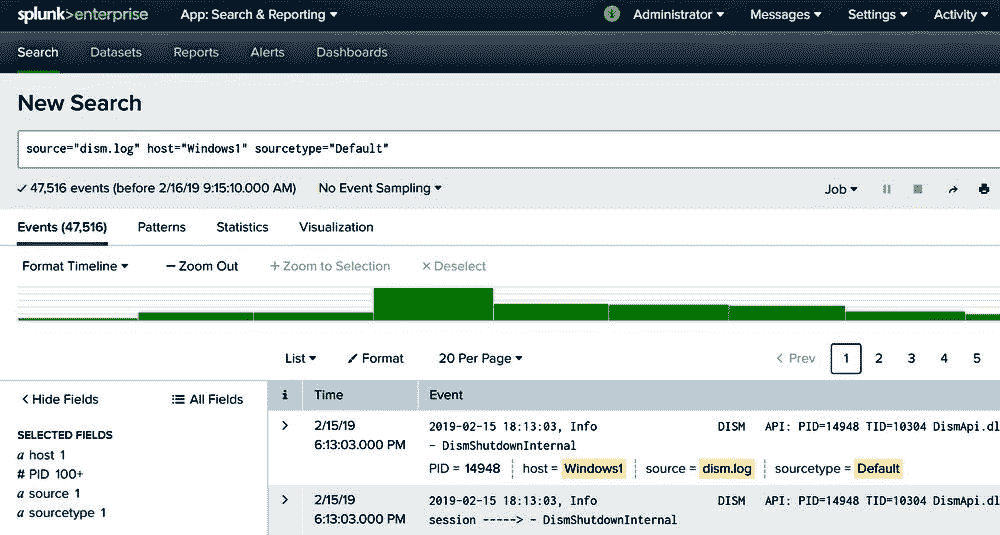 splunk>enterprise App: Search & Reporting Administrator Messages Settings Activity
Search Datasets Reports Alerts Dashboards
New Search
source="dism.log" host="Windows1" sourcetype="Default"
✓ 47,516 events (before 2/16/19 9:15:10.000 AM) No Event Sampling Job
Events (47,516) Patterns Statistics Visualization
Format Timeline — Zoom Out + Zoom to Selection × Deselect
List Format 20 Per Page < Prev 1 2 3 4 5
< Hide Fields All Fields i Time Event
SELECTED FIELDS
a host 1
# PID 100+
a source 1
a sourcetype 1
> 2/15/19 2019-02-15 18:13:03, Info DISM API: PID=14948 TID=10304 DismApi.dl
6:13:03.000 PM - DismShutdownInternal
PID = 14948 host = Windows1 source = dism.log sourcetype = Default
> 2/15/19 2019-02-15 18:13:03, Info DISM API: PID=14948 TID=10304 DismApi.dl
6:13:03.000 PM session -----> - DismShutdownInternal